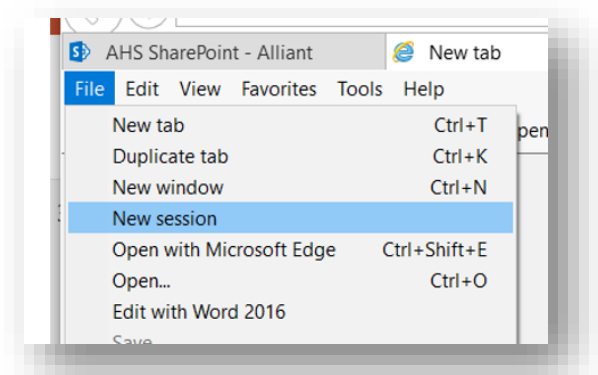 AHS SharePoint - Alliant New tab
File Edit View Favorites Tools Help
New tab Ctrl+T
Duplicate tab Ctrl+K
New window Ctrl+N
New session
Open with Microsoft Edge Ctrl+Shift+E
Open... Ctrl+O
Edit with Word 2016
Save